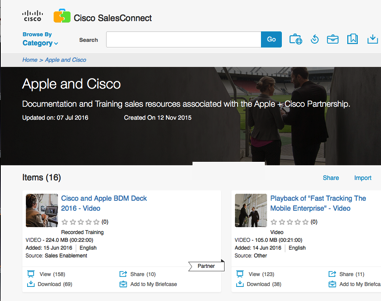 CISCO
Cisco SalesConnect
Browse By
Category
Search
Go
Home > Apple and Cisco
Apple and Cisco
Documentation and Training sales resources associated with the Apple + Cisco Partnership.
Updated on: 07 Jul 2016 Created On 12 Nov 2015
Items (16)
Share Import
Cisco and Apple BDM Deck
2016 - Video
(0)
Recorded Training
VIDEO - 224.0 MB (00:22:00)
Added: 15 Jun 2016 English
Source: Sales Enablement
Partner
View (158) Share (10)
Download (69) Add to My Briefcase
Playback of "Fast Tracking The
Mobile Enterprise" - Video
(0)
Video
VIDEO - 105.0 MB (00:21:00)
Added: 14 Jun 2016 English
Source: Other
View (123) Share (11)
Download (38) Add to My Briefcase